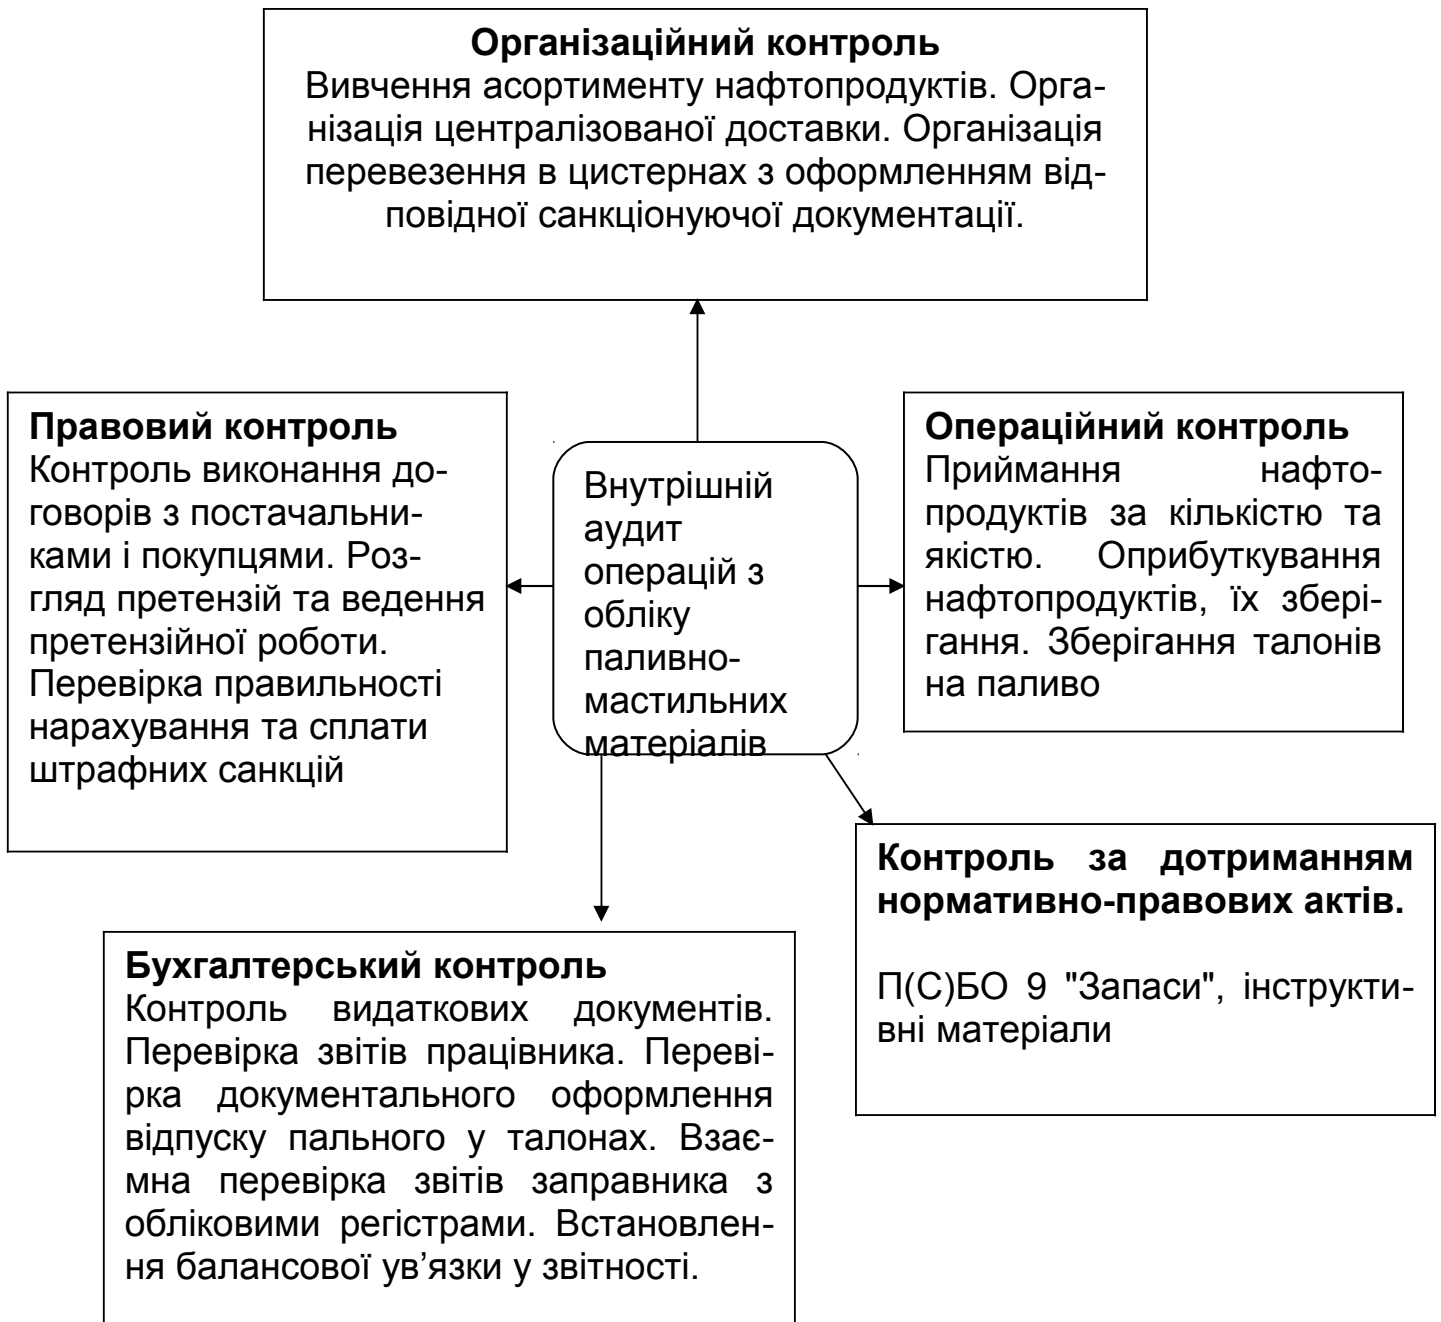 Організаційний контроль
Вивчення асортименту нафтопродуктів. Орга-
нізація централізованої доставки. Організація
перевезення в цистернах з оформленням від-
повідної санкціонуючої документації.
Правовий контроль
Контроль виконання до-
говорів з постачальни-
ками і покупцями. Роз-
гляд претензій та ведення
претензійної роботи.
Перевірка правильності
нарахування та сплати
штрафних санкцій
Внутрішній
аудит
операцій з
обліку
паливно-
мастильних
матеріалів
Операційний контроль
Приймання нафто-
продуктів за кількістю та
якістю. Оприбуткування
нафтопродуктів, їх збері-
гання. Зберігання талонів
на паливо
Контроль за дотриманням
нормативно-правових актів.
П(С)БО 9 "Запаси", інструкти-
вні матеріали
Бухгалтерський контроль
Контроль видаткових документів.
Перевірка звітів працівника. Переві-
рка документального оформлення
відпуску пального у талонах. Взає-
мна перевірка звітів заправника з
обліковими регістрами. Встановлен-
ня балансової ув’язки у звітності.